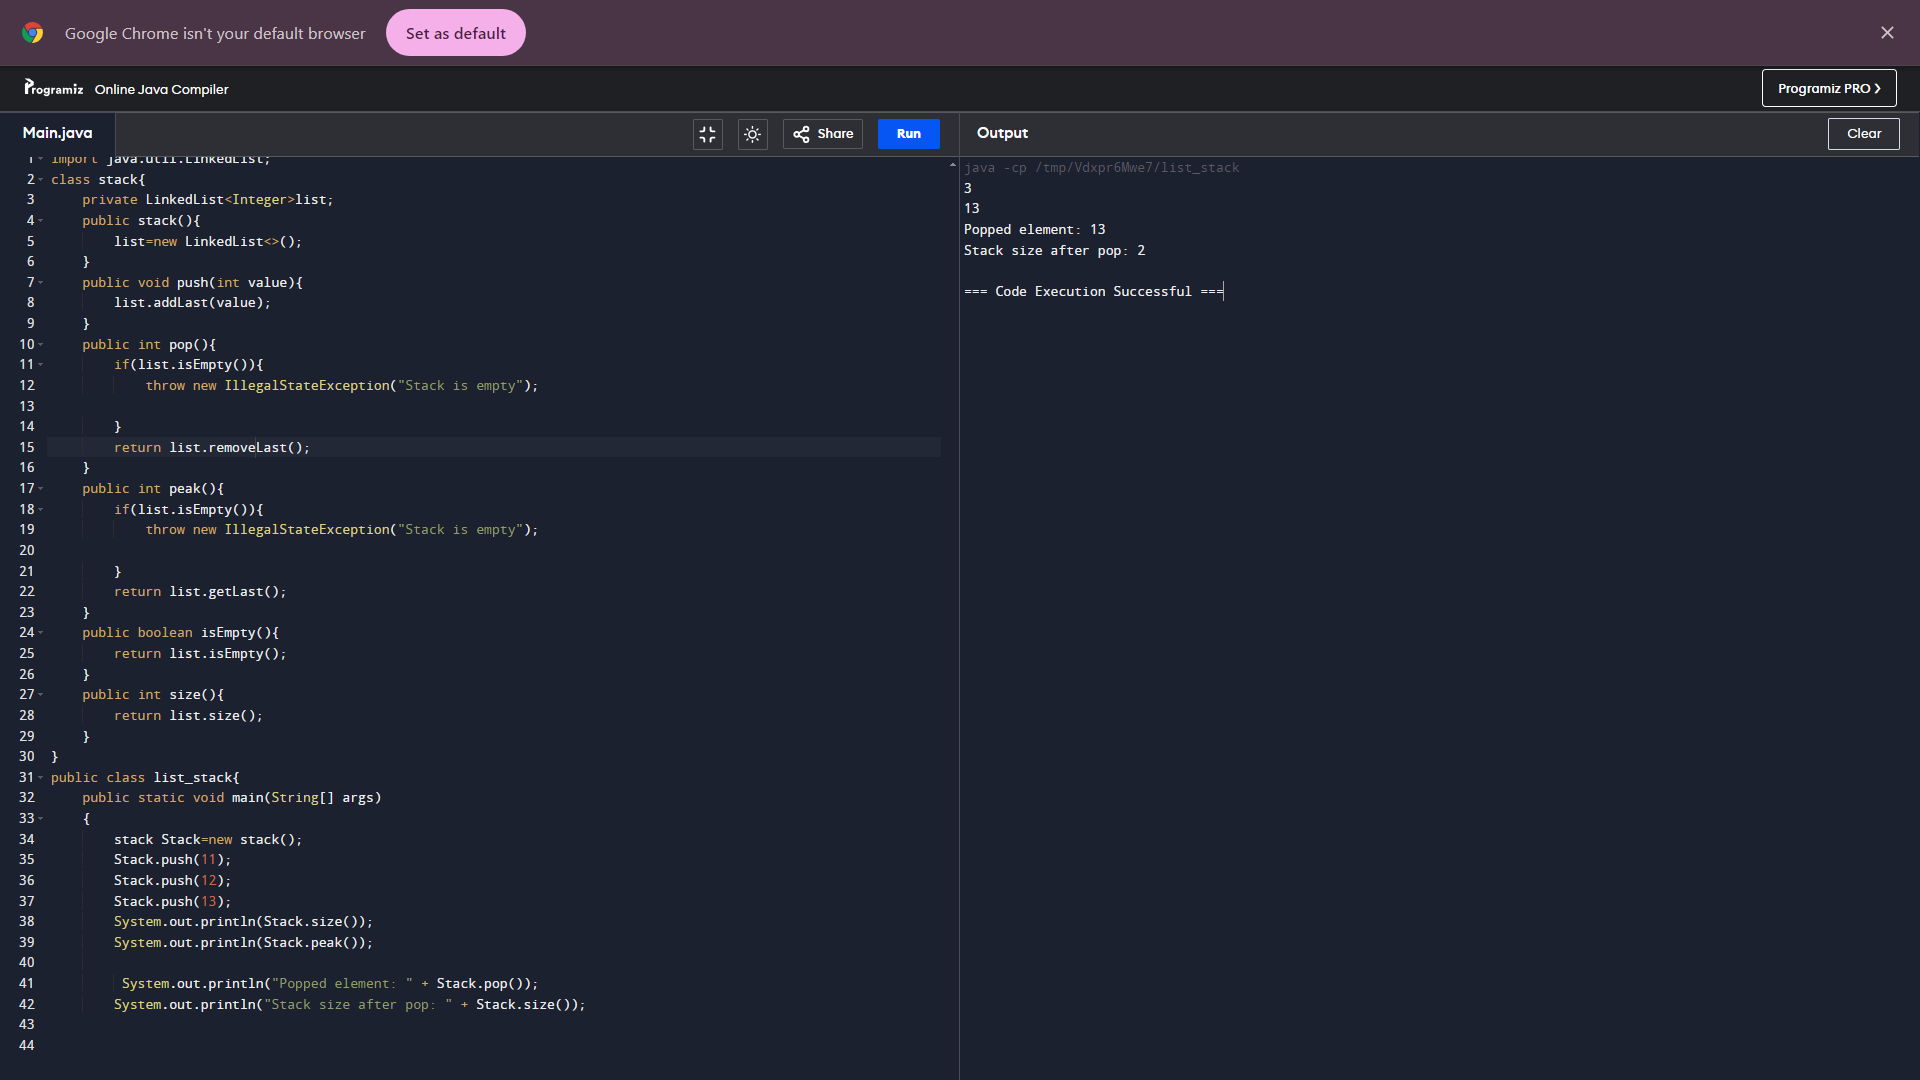 Google Chrome isn't your default browser
Set as default
Programiz
Online Java Compiler
Programiz PRO
Main.java
Share
Run
Output
Clear
1 import java.util.LinkedList;
2 class stack{
3     private LinkedList<Integer>list;
4     public stack(){
5         list=new LinkedList<>();
6     }
7     public void push(int value){
8         list.addLast(value);
9     }
10     public int pop(){
11         if(list.isEmpty()){
12             throw new IllegalStateException("Stack is empty");
13
14         }
15         return list.removeLast();
16     }
17     public int peak(){
18         if(list.isEmpty()){
19             throw new IllegalStateException("Stack is empty");
20
21         }
22         return list.getLast();
23     }
24     public boolean isEmpty(){
25         return list.isEmpty();
26     }
27     public int size(){
28         return list.size();
29     }
30 }
31 public class list_stack{
32     public static void main(String[] args)
33     {
34         stack Stack=new stack();
35         Stack.push(11);
36         Stack.push(12);
37         Stack.push(13);
38         System.out.println(Stack.size());
39         System.out.println(Stack.peak());
40
41          System.out.println("Popped element: " + Stack.pop());
42         System.out.println("Stack size after pop: " + Stack.size());
43
44
java -cp /tmp/Vdxpr6Mwe7/list_stack
3
13
Popped element: 13
Stack size after pop: 2
=== Code Execution Successful ===